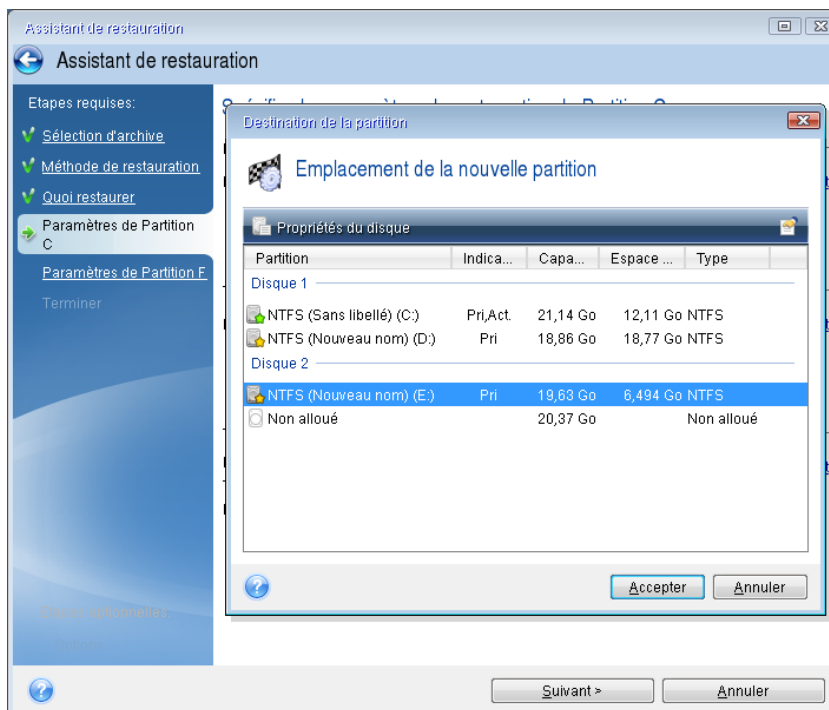 Assistant de restauration
Assistant de restauration
Etapes requises:
Sélection d'archive
Méthode de restauration
Quoi restaurer
Paramètres de Partition
C
Paramètres de Partition F
Terminer
Destination de la partition
Emplacement de la nouvelle partition
Propriétés du disque
Partition Indica... Capa... Espace ... Type
Disque 1
NTFS (Sans libellé) (C:) Pri,Act. 21,14 Go 12,11 Go NTFS
NTFS (Nouveau nom) (D:) Pri 18,86 Go 18,77 Go NTFS
Disque 2
NTFS (Nouveau nom) (E:) Pri 19,63 Go 6,494 Go NTFS
Non alloué 20,37 Go Non alloué
Accepter Annuler
Suivant > Annuler